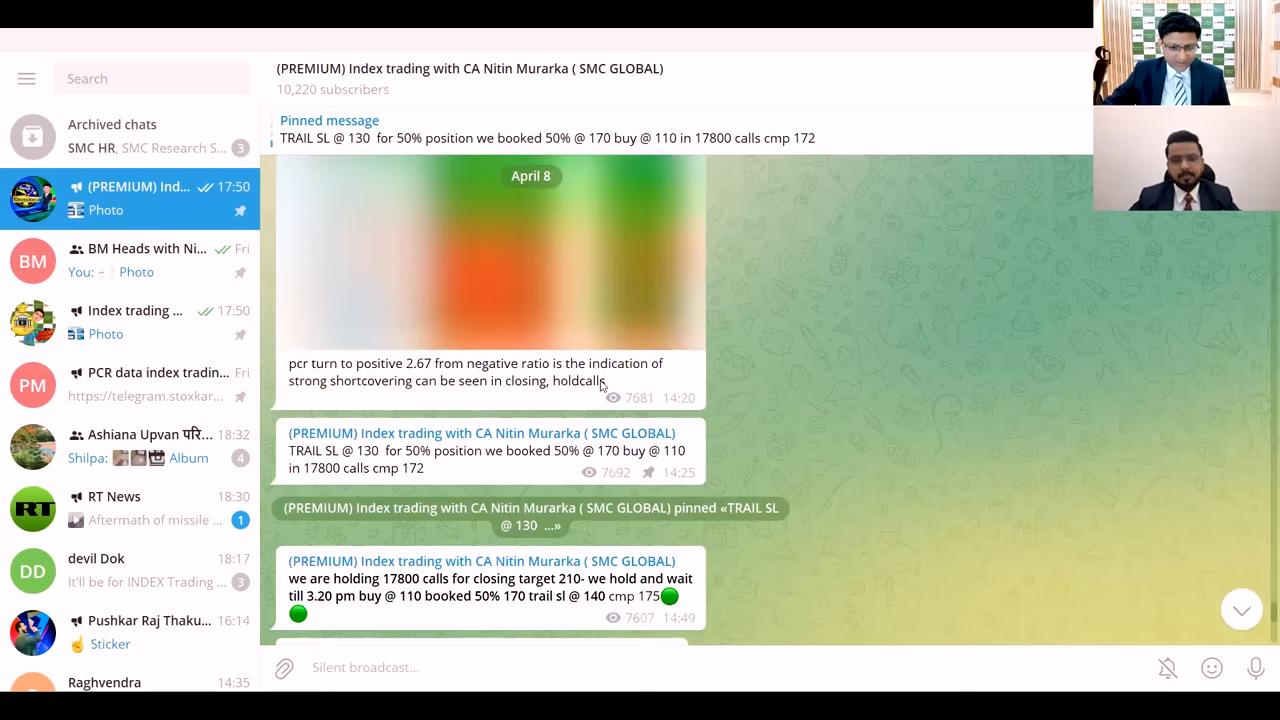 Search
Archived chats
SMC HR, SMC Research S...
3
(PREMIUM) Ind...
17:50
Photo
BM
BM Heads with Ni...
Fri
You:
Photo
Index trading ...
17:50
Photo
PM
PCR data index tradin...
Fri
https://telegram.stoxkar...
Ashiana Upvan परि...
18:32
Shilpa:
Album
4
RT
RT News
18:30
Aftermath of missile ...
1
DD
devil Dok
18:17
It'll be for INDEX Trading ...
3
Pushkar Raj Thaku...
16:14
Sticker
Raghvendra
14:35
(PREMIUM) Index trading with CA Nitin Murarka ( SMC GLOBAL)
10,220 subscribers
Pinned message
TRAIL SL @ 130 for 50% position we booked 50% @ 170 buy @ 110 in 17800 calls cmp 172
April 8
pcr turn to positive 2.67 from negative ratio is the indication of
strong shortcovering can be seen in closing, holdcalls
7681 14:20
(PREMIUM) Index trading with CA Nitin Murarka ( SMC GLOBAL)
TRAIL SL @ 130 for 50% position we booked 50% @ 170 buy @ 110
in 17800 calls cmp 172
7692 14:25
(PREMIUM) Index trading with CA Nitin Murarka ( SMC GLOBAL) pinned «TRAIL SL
@ 130 ...»
(PREMIUM) Index trading with CA Nitin Murarka ( SMC GLOBAL)
we are holding 17800 calls for closing target 210- we hold and wait
till 3.20 pm buy @ 110 booked 50% 170 trail sl @ 140 cmp 175
7607 14:49
Silent broadcast...